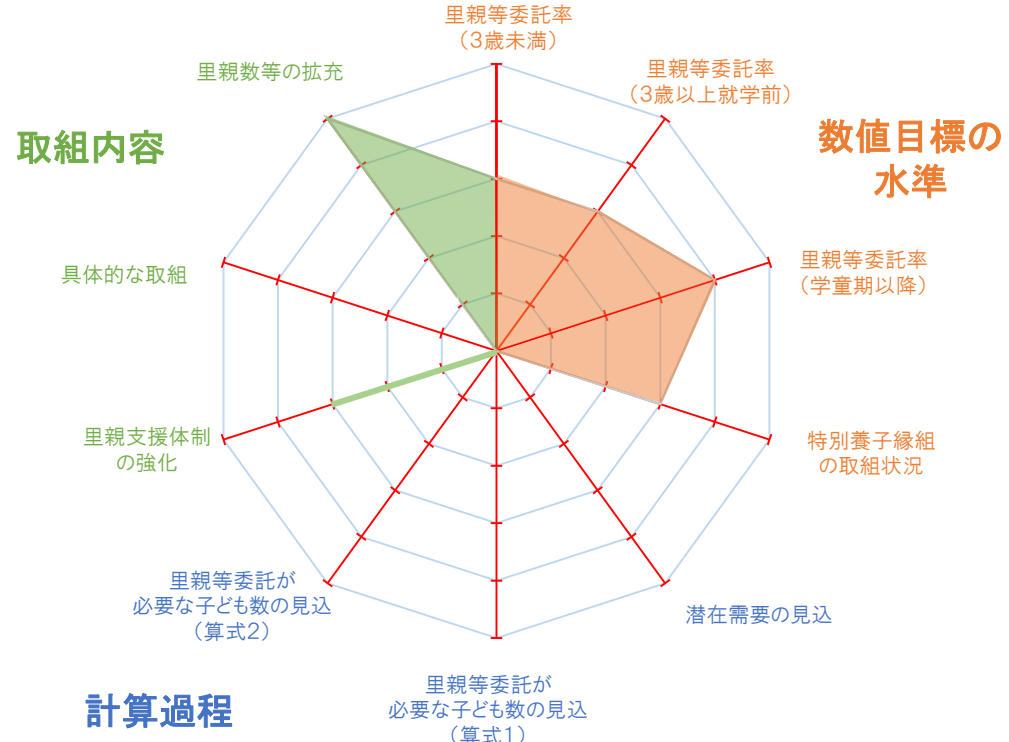 里親等委託率
（3歳未満）
里親等委託率
（3歳以上就学前）
数値目標の
水準
里親等委託率
（学童期以降）
特別養子縁組
の取組状況
潜在需要の見込
里親等委託が
必要な子ども数の見込
（算式1）
里親等委託が
必要な子ども数の見込
（算式2）
計算過程
里親支援体制
の強化
具体的な取組
取組内容
里親数等の拡充